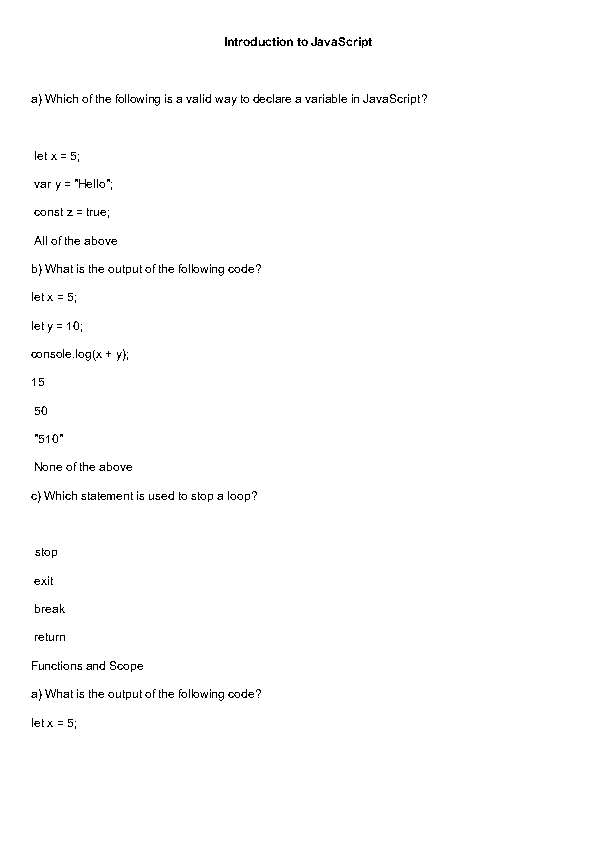 Introduction to JavaScript
a) Which of the following is a valid way to declare a variable in JavaScript?
let x = 5;
var y = "Hello";
const z = true;
All of the above
b) What is the output of the following code?
let x = 5;
let y = 10;
console.log(x + y);
15
50
"510"
None of the above
c) Which statement is used to stop a loop?
stop
exit
break
return
Functions and Scope
a) What is the output of the following code?
let x = 5;